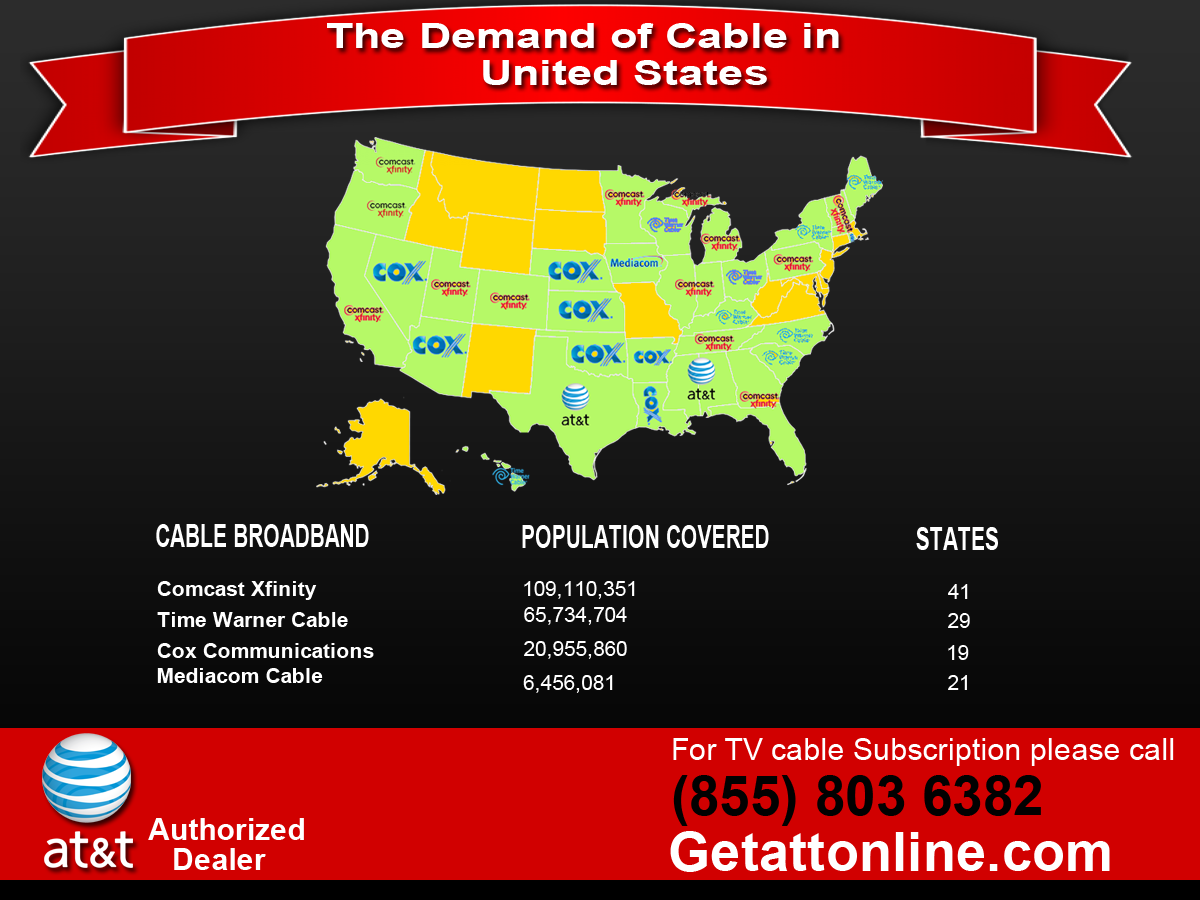 The Demand of Cable in
United States
comcast.
xfinity.
comcast.
xfinity.
comcast.
xfinity.
xfinity.
comcast.
xfinity.
Time
Warner
Cable
Time
Warner
Cable
comcast.
xfinity.
Time
Warner
Cable
comcast.
xfinity.
COX.
comcast.
xfinity.
comcast.
xfinity.
COX.
Mediacom
comcast.
xfinity.
Time
Warner
Cable
comcast.
xfinity.
COX.
Time
Warner
Cable
Time
Warner
Cable
COX.
COX.
COX.
comcast.
xfinity.
Time
Warner
Cable
at&t
COX
at&t
comcast.
xfinity.
Time
Warner
CABLE BROADBAND POPULATION COVERED STATES
Comcast Xfinity 109,110,351 41
Time Warner Cable 65,734,704 29
Cox Communications 20,955,860 19
Mediacom Cable 6,456,081 21
at&t
Authorized
Dealer
For TV cable Subscription please call
(855) 803 6382
Getattonline.com